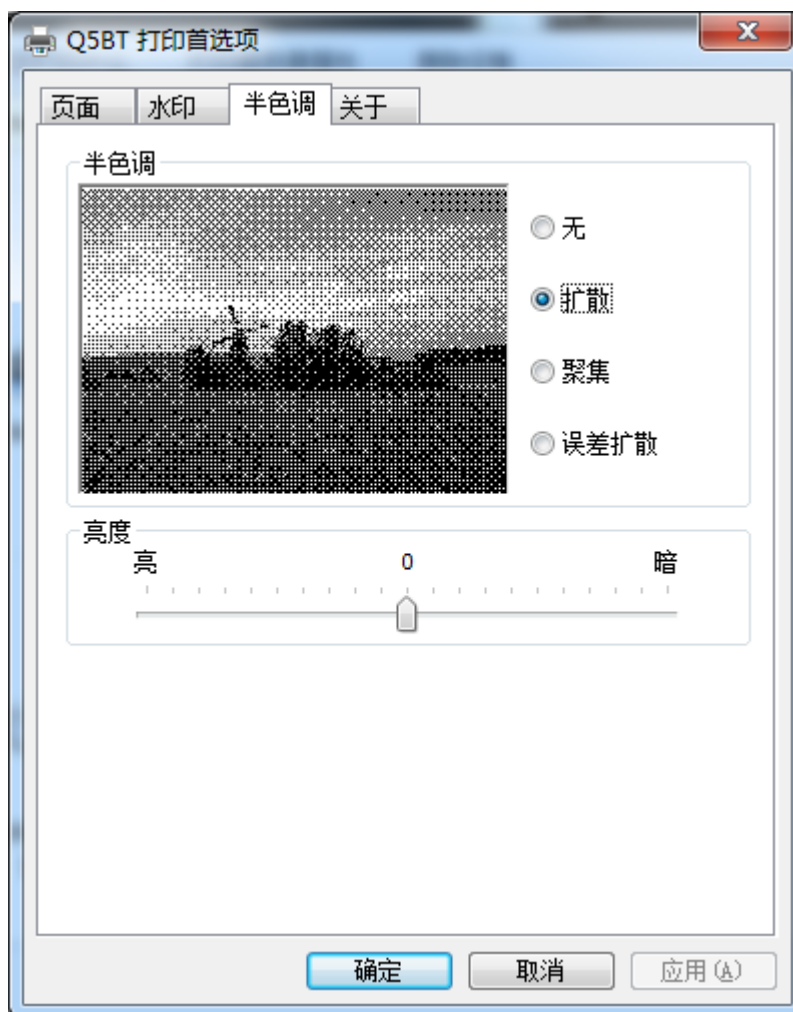 Q5BT 打印首选项
页面 水印 半色调 关于
半色调
无
扩散
聚集
误差扩散
亮度
亮 0 暗
确定 取消 应用(A)